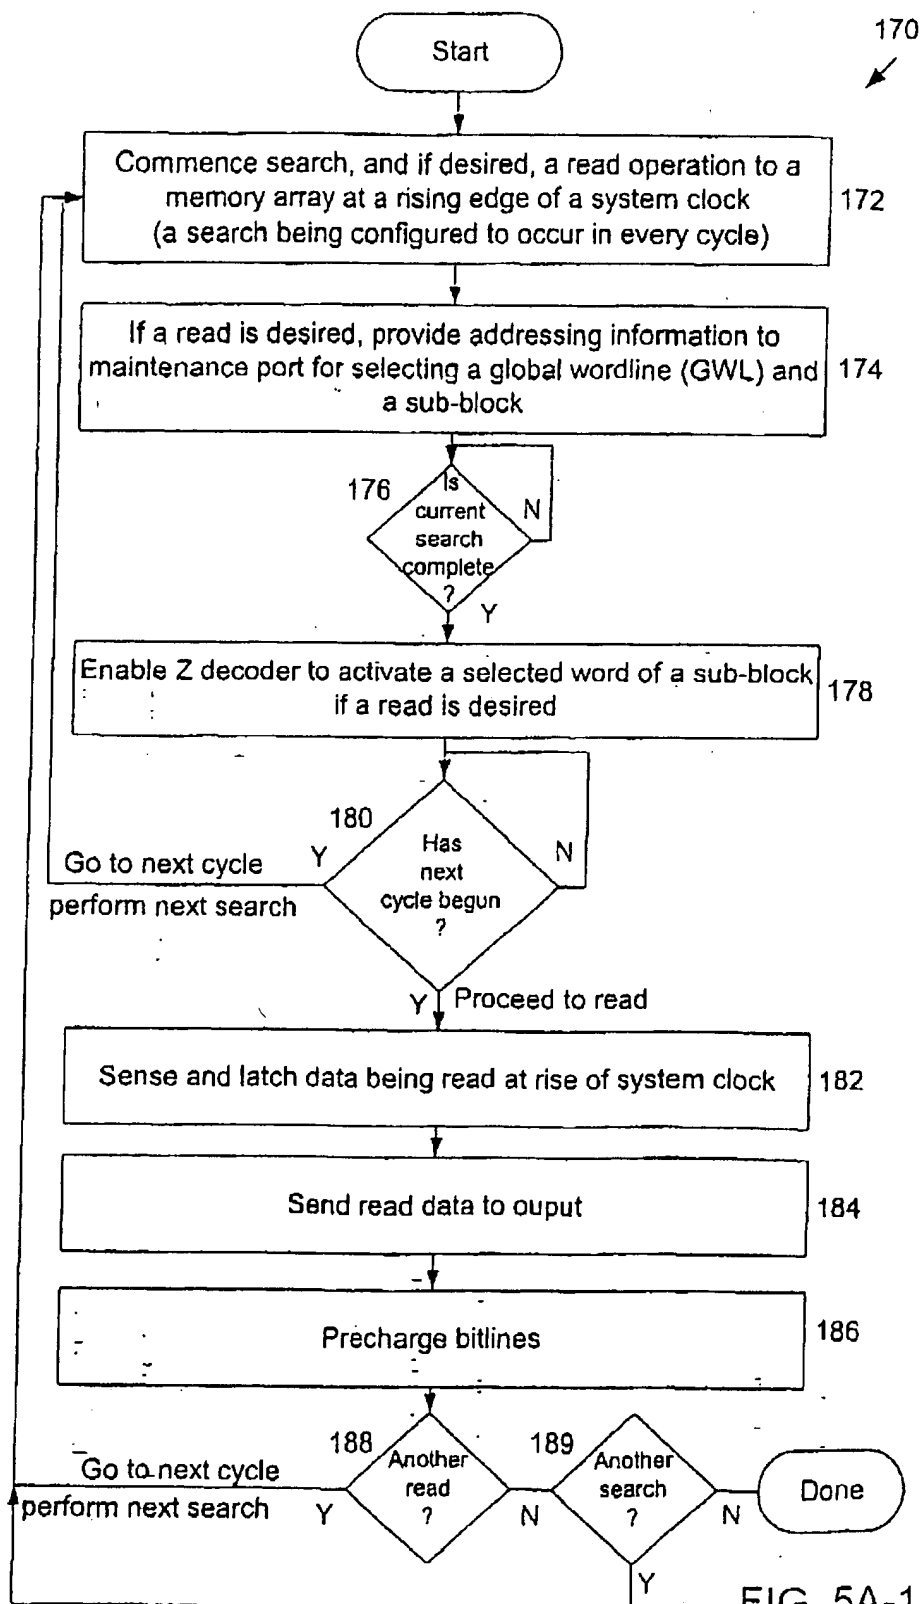 170
Start
Commence search, and if desired, a read operation to a
memory array at a rising edge of a system clock
(a search being configured to occur in every cycle)
172
If a read is desired, provide addressing information to
maintenance port for selecting a global wordline (GWL) and
a sub-block
174
176
Is
current
search
complete
?
N
Y
Enable Z decoder to activate a selected word of a sub-block
if a read is desired
178
180
Has
next
cycle begun
?
Y
N
Go to next cycle
perform next search
Y
Proceed to read
Sense and latch data being read at rise of system clock
182
Send read data to ouput
184
Precharge bitlines
186
188
Another
read
?
189
Another
search
?
Go to next cycle
perform next search
Y
N
N
Done
Y
FIG. 5A-1